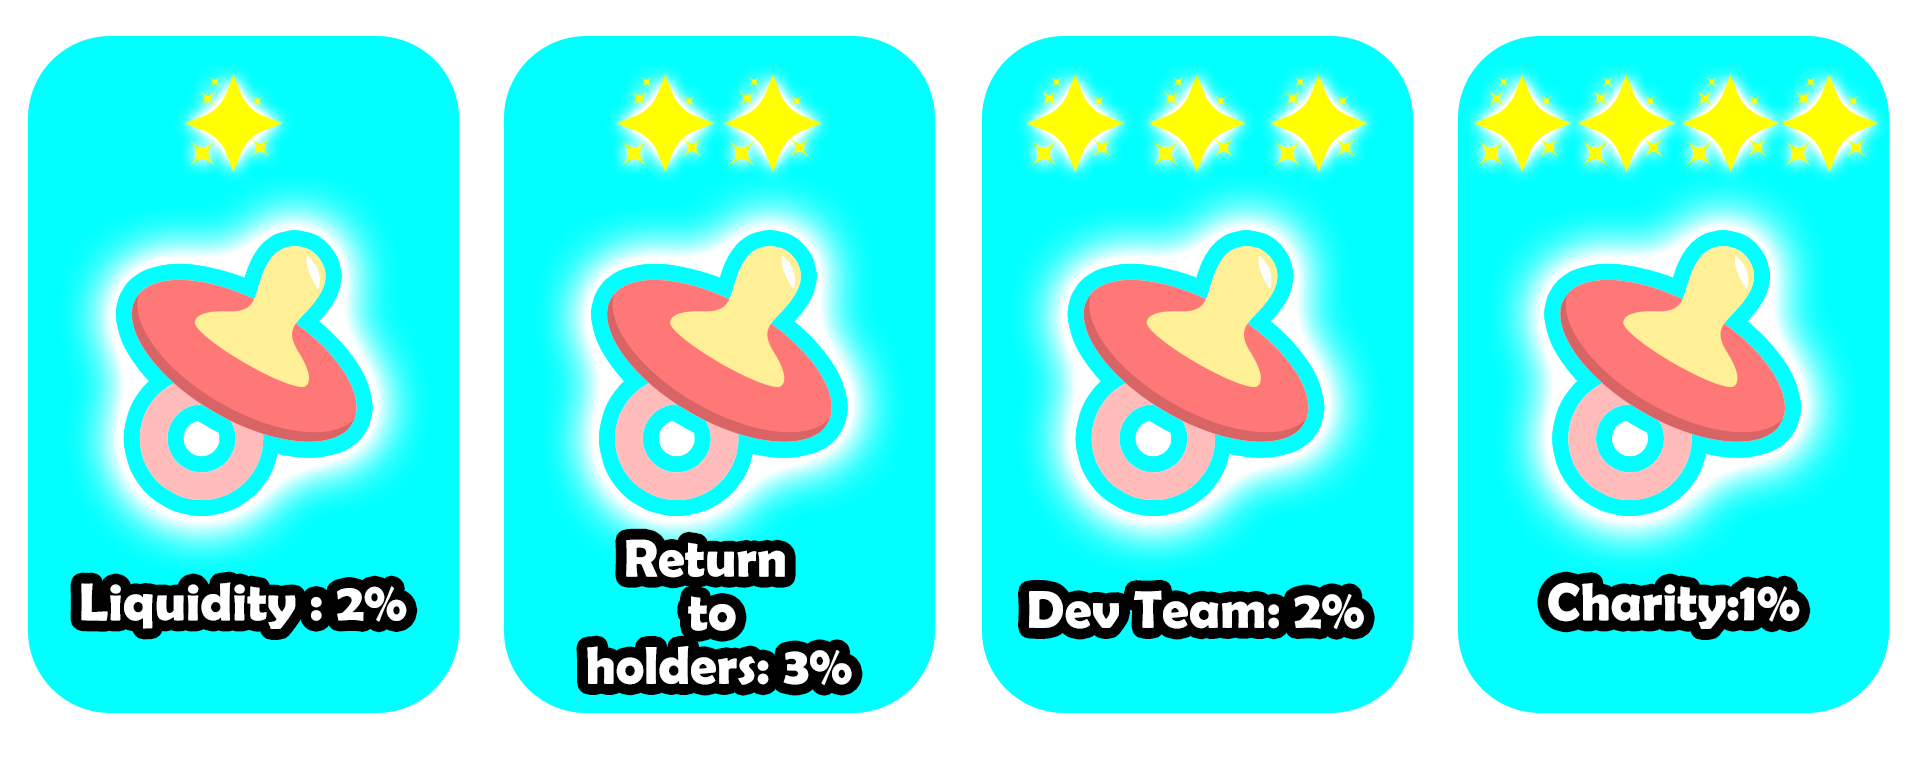 Liquidity : 2%
Return
to
holders: 3%
Dev Team: 2%
Charity:1%